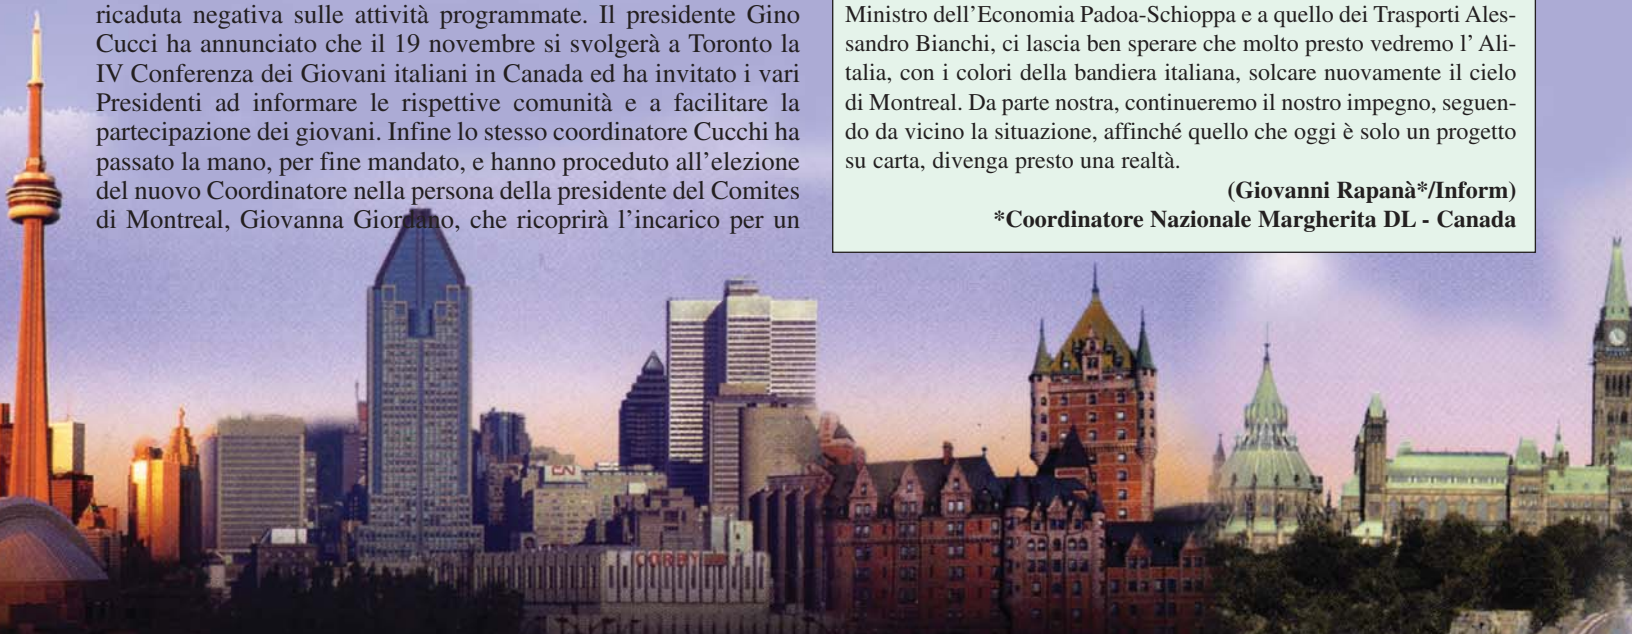 ricaduta negativa sulle attività programmate. Il presidente Gino
Cucci ha annunciato che il 19 novembre si svolgerà a Toronto la
IV Conferenza dei Giovani italiani in Canada ed ha invitato i vari
Presidenti ad informare le rispettive comunità e a facilitare la
partecipazione dei giovani. Infine lo stesso coordinatore Cucchi ha
passato la mano, per fine mandato, e hanno proceduto all'elezione
del nuovo Coordinatore nella persona della presidente del Comites
di Montreal, Giovanna Giordano, che ricoprirà l'incarico per un
Ministro dell'Economia Padoa-Schioppa e a quello dei Trasporti Ales-
sandro Bianchi, ci lascia ben sperare che molto presto vedremo l' Ali-
talia, con i colori della bandiera italiana, solcare nuovamente il cielo
di Montreal. Da parte nostra, continueremo il nostro impegno, seguen-
do da vicino la situazione, affinché quello che oggi è solo un progetto
su carta, divenga presto una realtà.
(Giovanni Rapanà*/Inform)
*Coordinatore Nazionale Margherita DL - Canada
CN
CORBY